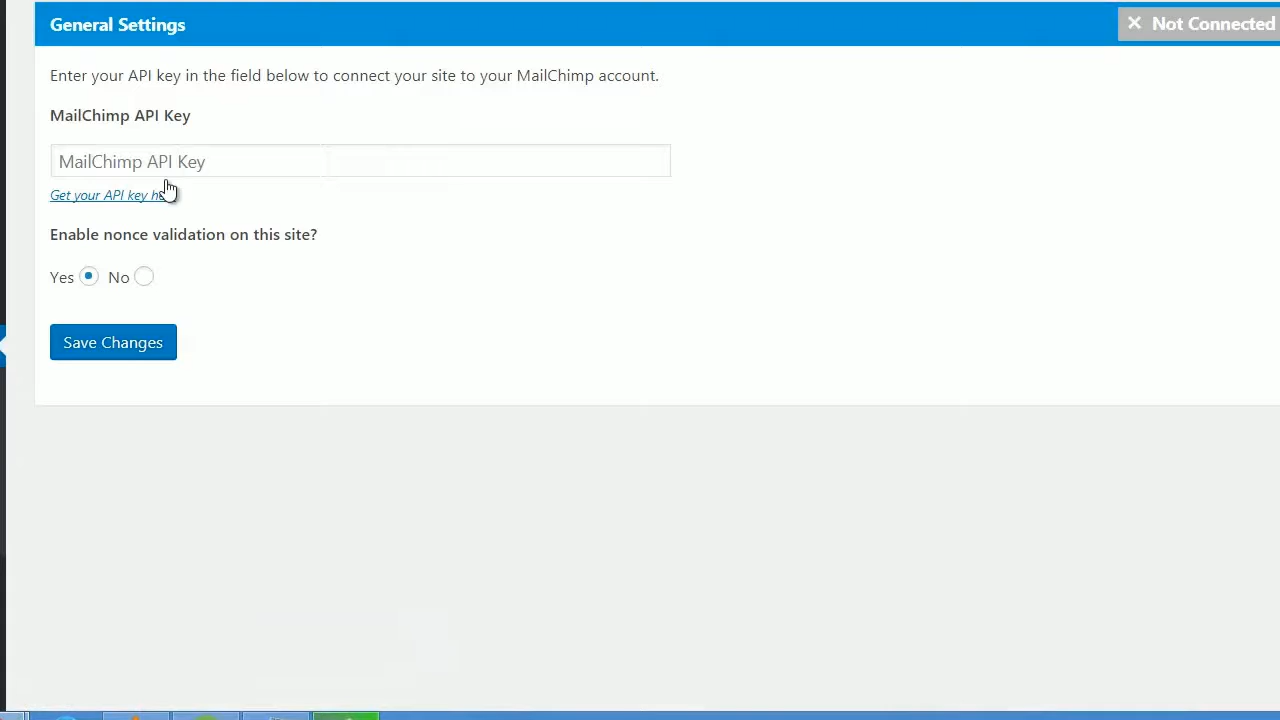 General Settings
× Not Connected
Enter your API key in the field below to connect your site to your MailChimp account.
MailChimp API Key
MailChimp API Key
Get your API key
Enable nonce validation on this site?
Yes No
Save Changes